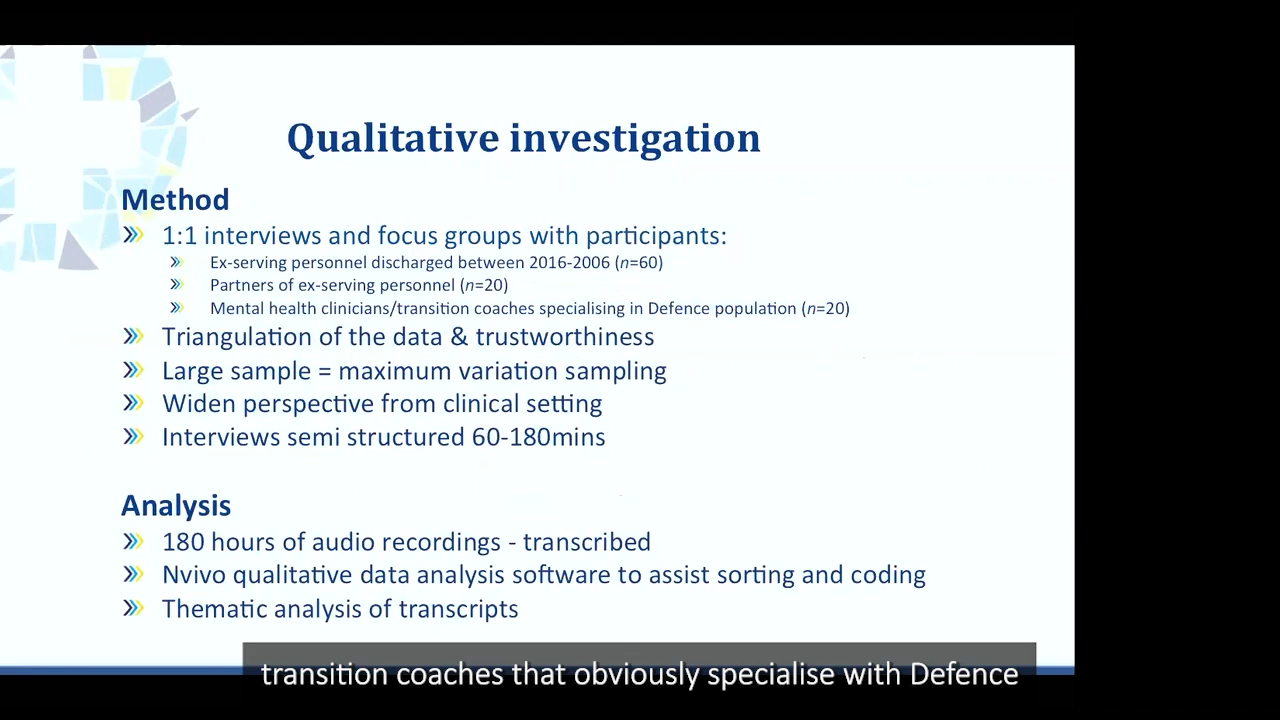 Qualitative investigation
Method
1:1 interviews and focus groups with participants:
Ex-serving personnel discharged between 2016-2006 (n=60)
Partners of ex-serving personnel (n=20)
Mental health clinicians/transition coaches specialising in Defence population (n=20)
Triangulation of the data & trustworthiness
Large sample = maximum variation sampling
Widen perspective from clinical setting
Interviews semi structured 60-180mins
Analysis
180 hours of audio recordings - transcribed
Nvivo qualitative data analysis software to assist sorting and coding
Thematic analysis of transcripts
transition coaches that obviously specialise with Defence